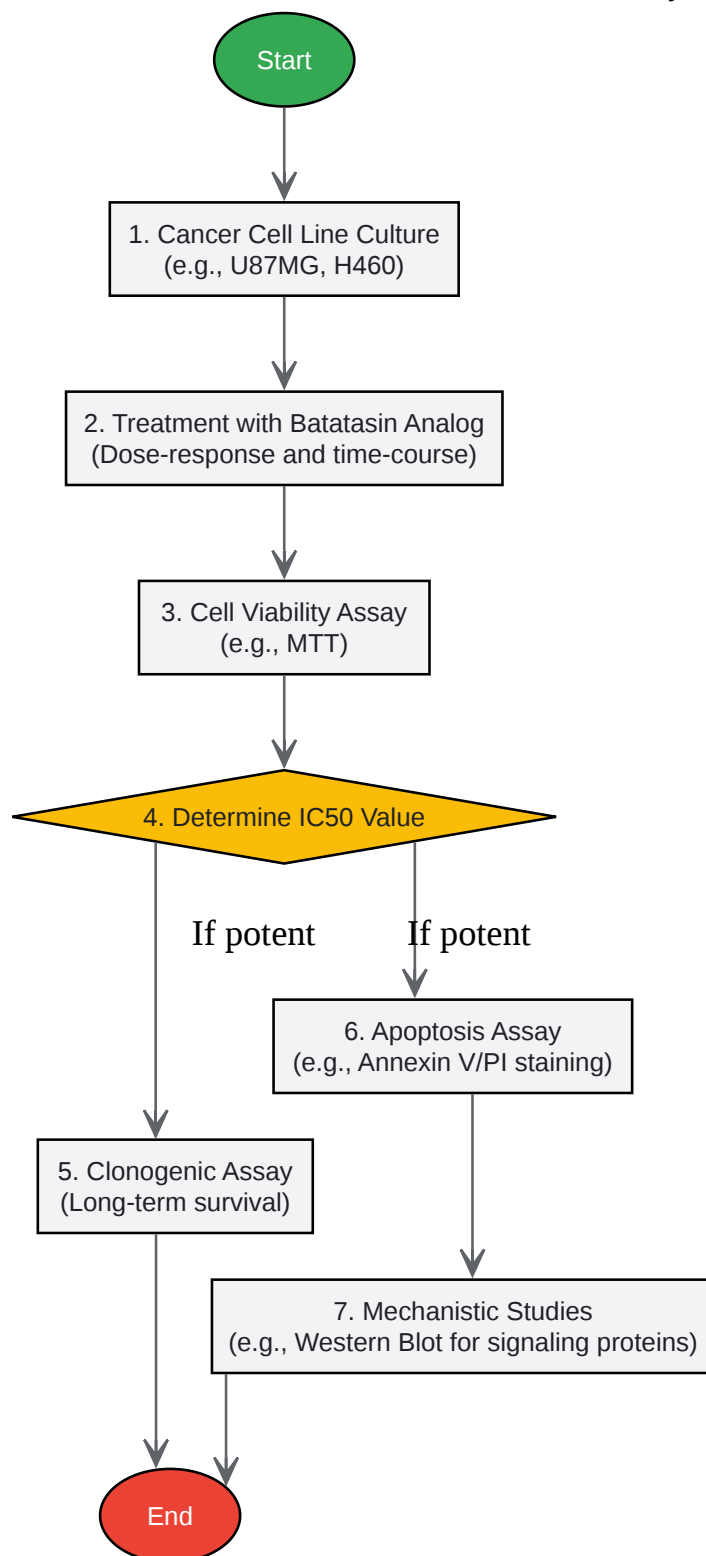 Start
1. Cancer Cell Line Culture
(e.g., U87MG, H460)
2. Treatment with Batatasin Analog
(Dose-response and time-course)
3. Cell Viability Assay
(e.g., MTT)
4. Determine IC50 Value
If potent
If potent
6. Apoptosis Assay
(e.g., Annexin V/PI staining)
5. Clonogenic Assay
(Long-term survival)
7. Mechanistic Studies
(e.g., Western Blot for signaling proteins)
End